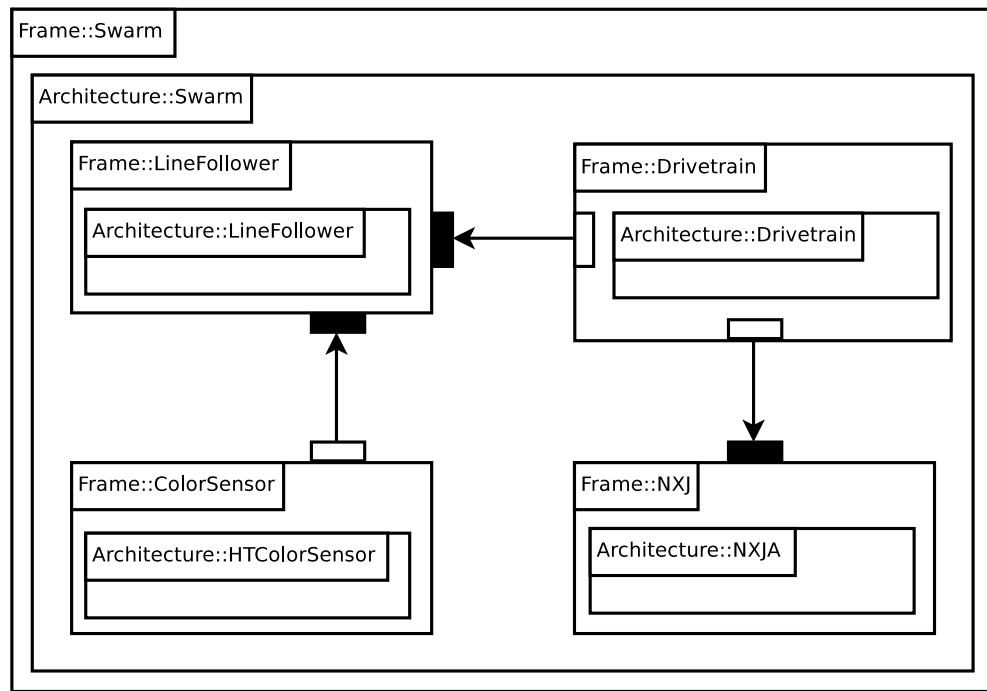 Frame::Swarm
Architecture::Swarm
Frame::LineFollower
Architecture::LineFollower
Frame::Drivetrain
Architecture::Drivetrain
Frame::ColorSensor
Architecture::HTColorSensor
Frame::NXJ
Architecture::NXJA